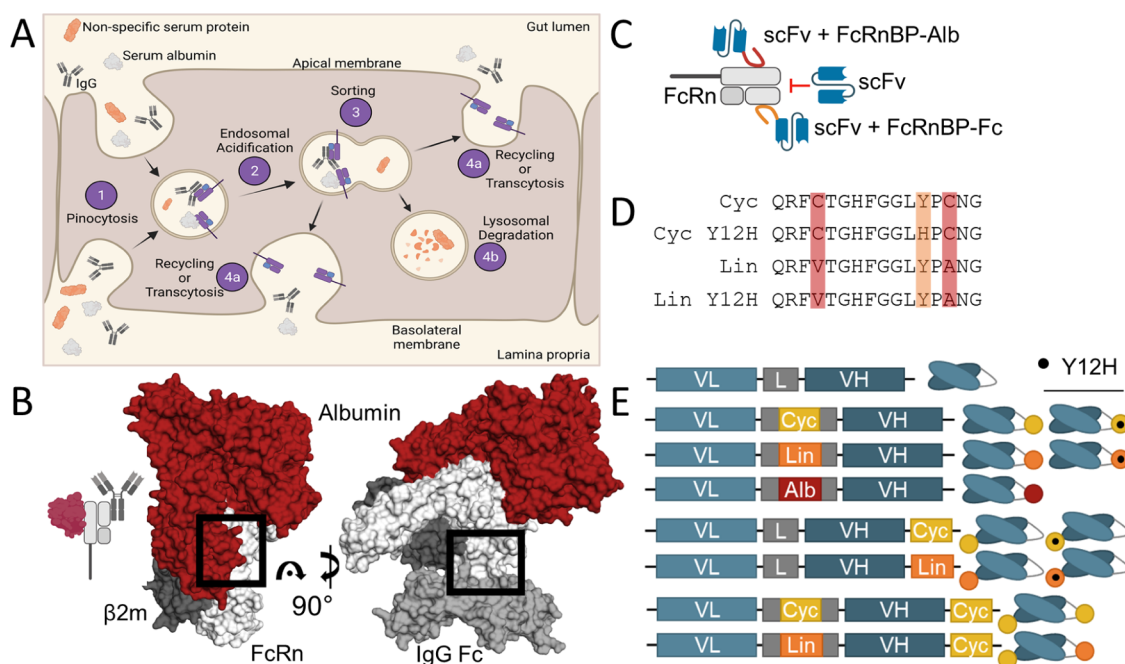 A
Non-specific serum protein
Serum albumin
IgG
Gut lumen
Apical membrane
Sorting
3
Endosomal
Acidification
2
1
Pinocytosis
4a
Recycling
or
Transcytosis
Lysosomal
Degradation
4b
Recycling
or
Transcytosis
4a
Basolateral
membrane
Lamina propria
B
Albumin
β2m
90°
FcRn
IgG Fc
C
scFv + FcRnBP-Alb
FcRn
scFv
scFv + FcRnBP-Fc
D
Cyc QRFCTGHFGGLYPCNG
Cyc Y12H QRFCTGHFGGLHPCNG
Lin QRFVTGHFGGLYPANG
Lin Y12H QRFVTGHFGGLYPANG
E
Y12H
VL L VH
VL Cyc VH
VL Lin VH
VL Alb VH
VL L VH Cyc
VL L VH Lin
VL Cyc VH Cyc
VL Lin VH Cyc